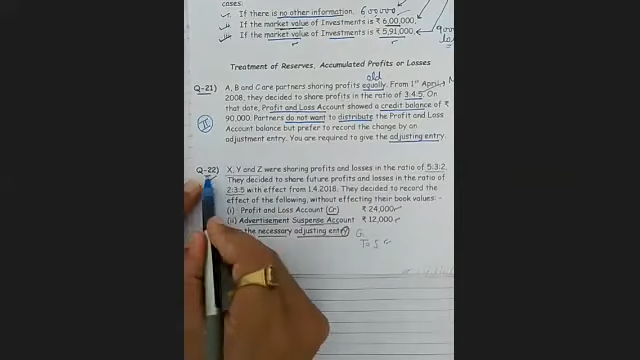 cases:
If there is no other information. 600000
If the market value of Investments is ₹ 6,00,000.
If the market value of Investments is ₹ 5,91,000.
Treatment of Reserves, Accumulated Profits or Losses
old
Q-21) A, B and C are partners sharing profits equally. From 1st April,
2008, they decided to share profits in the ratio of 3:4:5. On
that date, Profit and Loss Account showed a credit balance of ₹
90,000. Partners do not want to distribute the Profit and Loss
II
Account balance but prefer to record the change by an
adjustment entry. You are required to give the adjusting entry.
Q-22) X, Y and Z were sharing profits and losses in the ratio of 5:3:2.
They decided to share future profits and losses in the ratio of
2:3:5 with effect from 1.4.2018. They decided to record the
effect of the following, without effecting their book values:-
(i) Profit and Loss Account (Cr) ₹ 24,000
(ii) Advertisement Suspense Account ₹ 12,000
the necessary adjusting entry
G